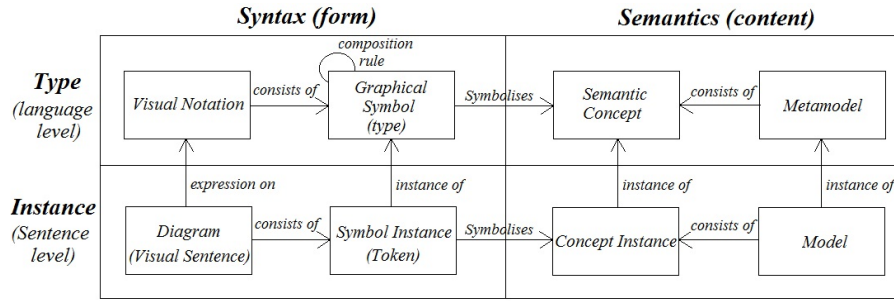 Syntax (form)
Semantics (content)
composition
rule
Type
(language
level)
Visual Notation
consists of
Graphical
Symbol
(type)
Symbolises
Semantic
Concept
consists of
Metamodel
expression on
instance of
instance of
instance of
Instance
(Sentence
level)
Diagram
(Visual Sentence)
consists of
Symbol Instance
(Token)
Symbolises
Concept Instance
consists of
Model